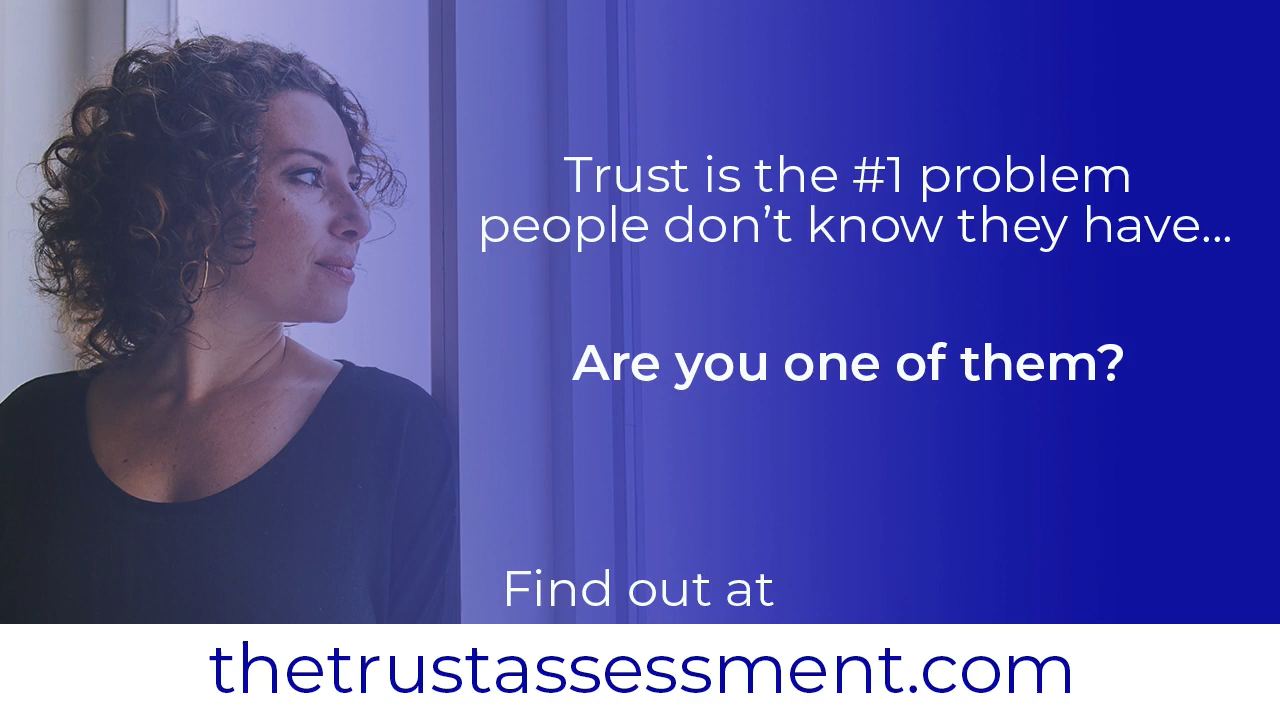 Trust is the #1 problem
people don’t know they have...
Are you one of them?
Find out at
thetrustassessment.com